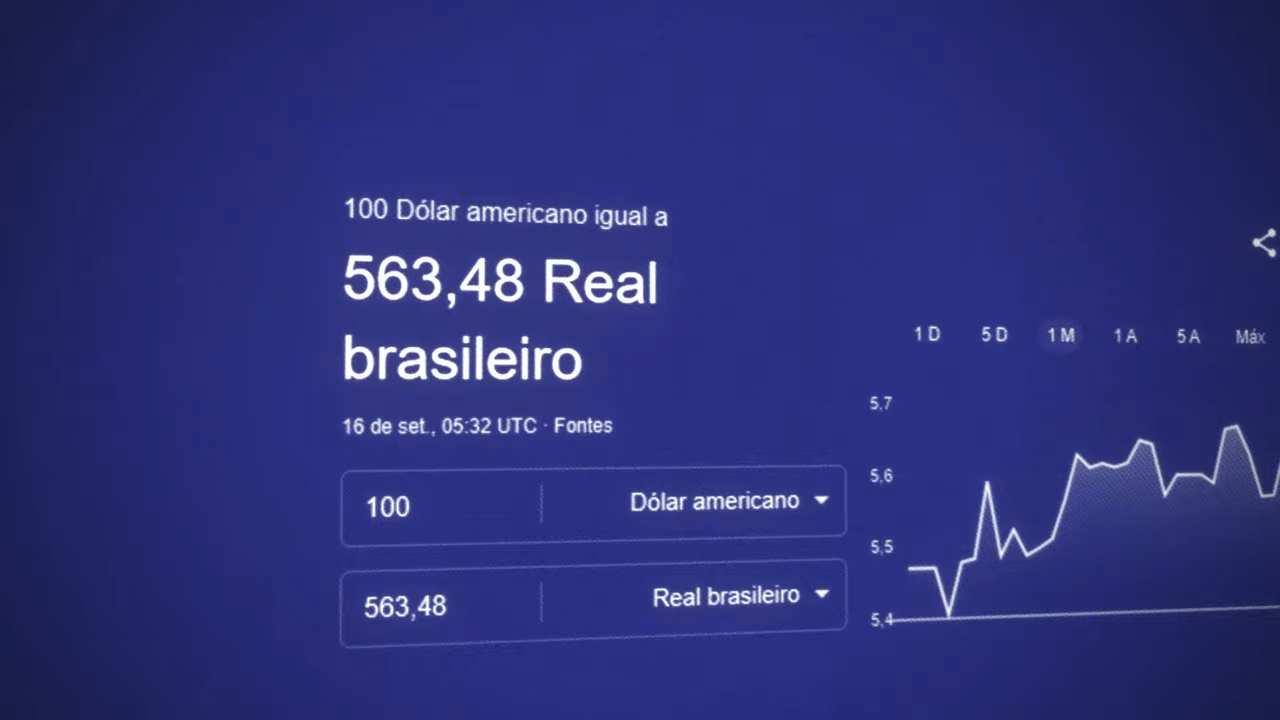 100 Dólar americano igual a
563,48 Real
brasileiro
16 de set., 05:32 UTC · Fontes
100 Dólar americano
563,48 Real brasileiro
1 D 5 D 1 M 1 A 5 A Máx
5,7
5,6
5,5
5,4